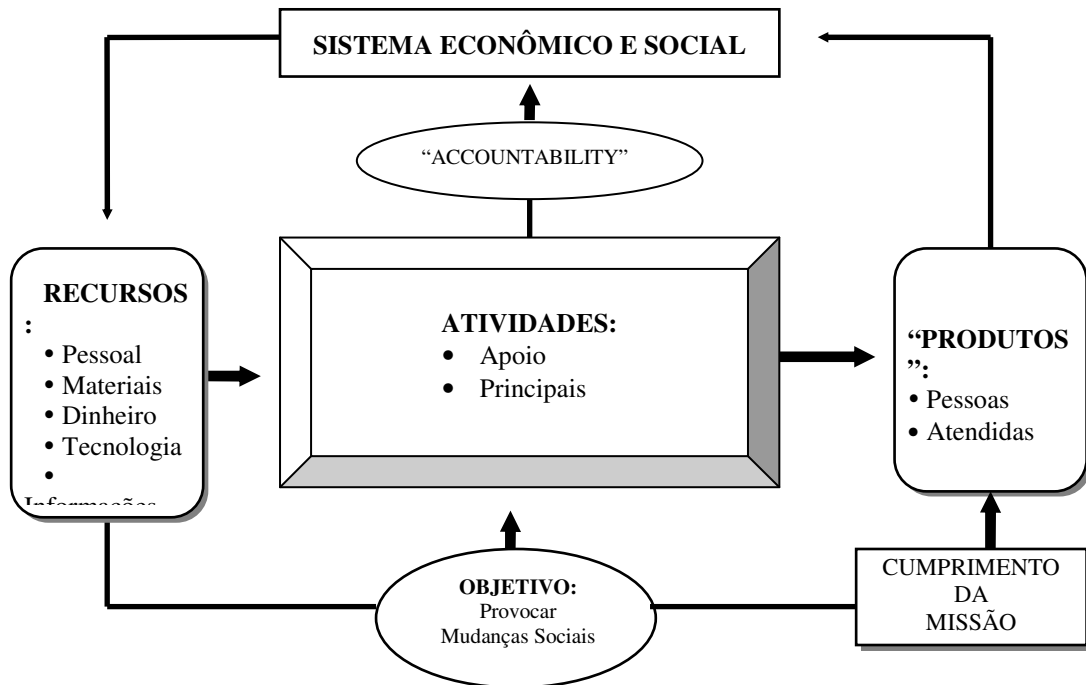 SISTEMA ECONÔMICO E SOCIAL
“ACCOUNTABILITY”
RECURSOS
:
• Pessoal
• Materiais
• Dinheiro
• Tecnologia
•
Informações
ATIVIDADES:
• Apoio
• Principais
“PRODUTOS
”:
• Pessoas
• Atendidas
OBJETIVO:
Provocar
Mudanças Sociais
CUMPRIMENTO
DA
MISSÃO